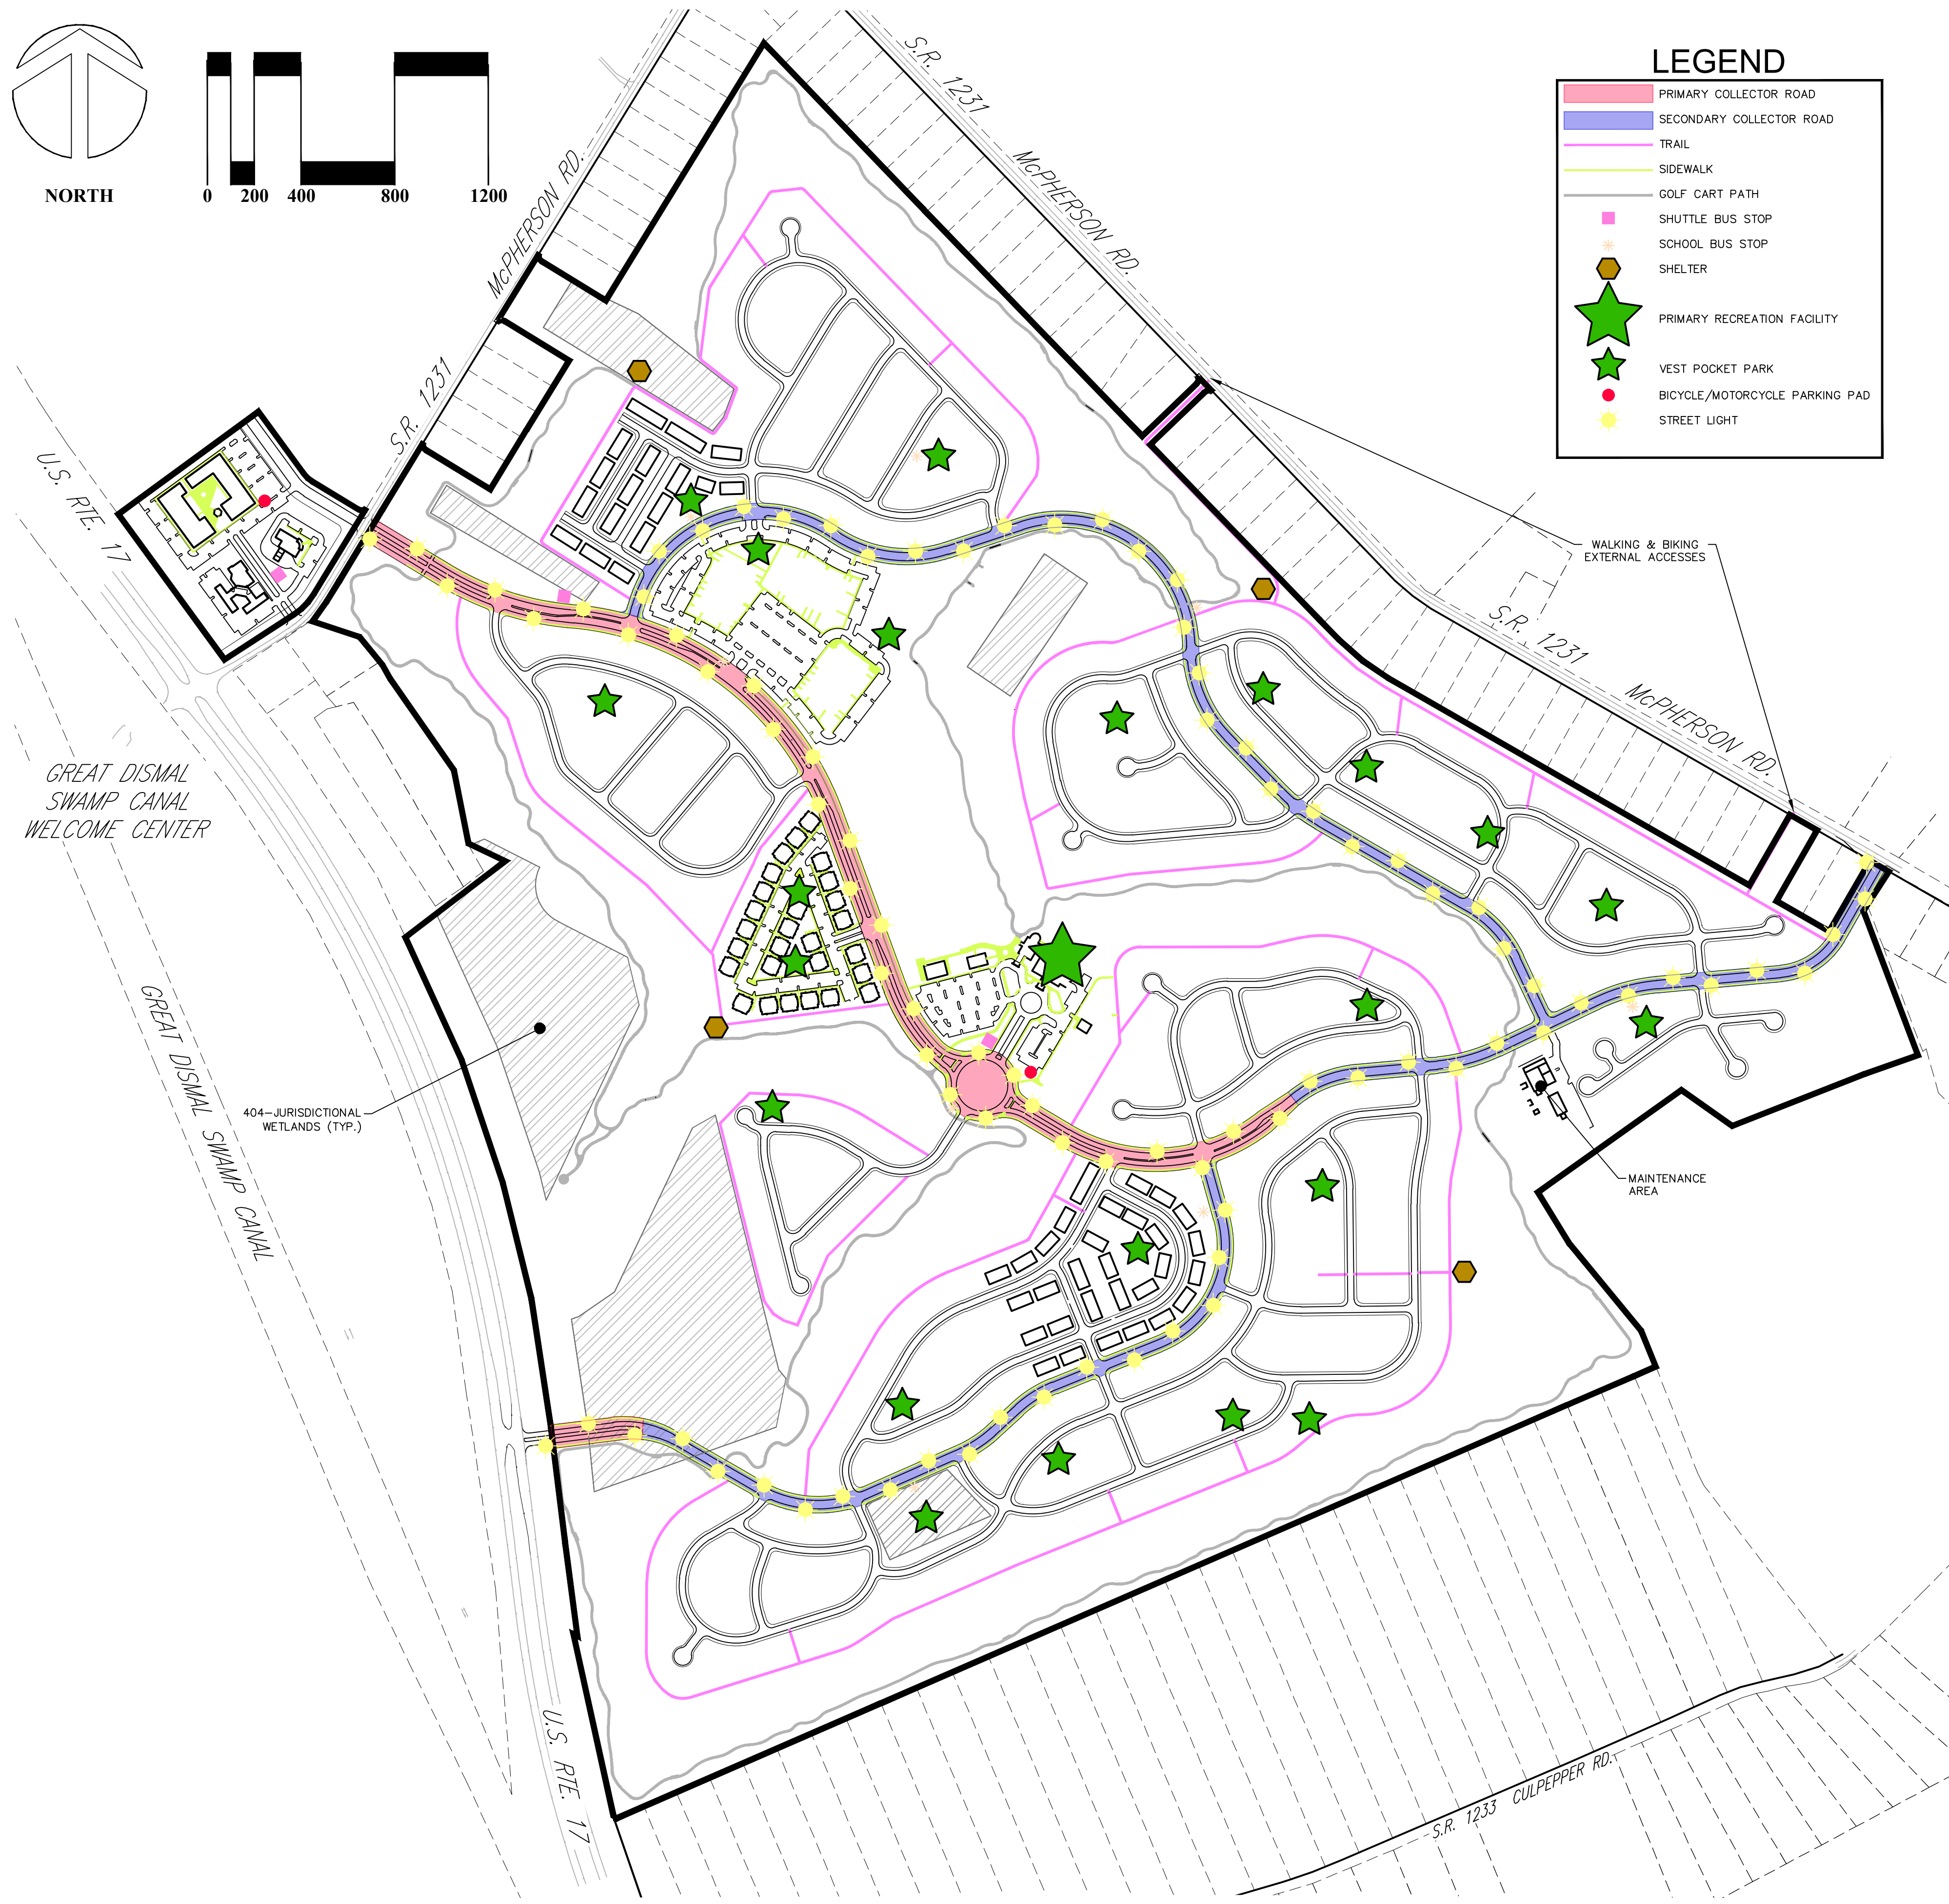 NORTH
0 200 400 800 1200
LEGEND
PRIMARY COLLECTOR ROAD
SECONDARY COLLECTOR ROAD
TRAIL
SIDEWALK
GOLF CART PATH
SHUTTLE BUS STOP
SCHOOL BUS STOP
SHELTER
PRIMARY RECREATION FACILITY
VEST POCKET PARK
BICYCLE/MOTORCYCLE PARKING PAD
STREET LIGHT
S.R. 1231
McPHERSON RD.
McPHERSON RD.
S.R. 1231
U.S. RTE. 17
WALKING & BIKING
EXTERNAL ACCESSES
S.R. 1231
McPHERSON RD.
GREAT DISMAL
SWAMP CANAL
WELCOME CENTER
GREAT DISMAL SWAMP CANAL
404-JURISDICTIONAL
WETLANDS (TYP.)
MAINTENANCE
AREA
U.S. RTE. 17
S.R. 1233 CULPEPPER RD.